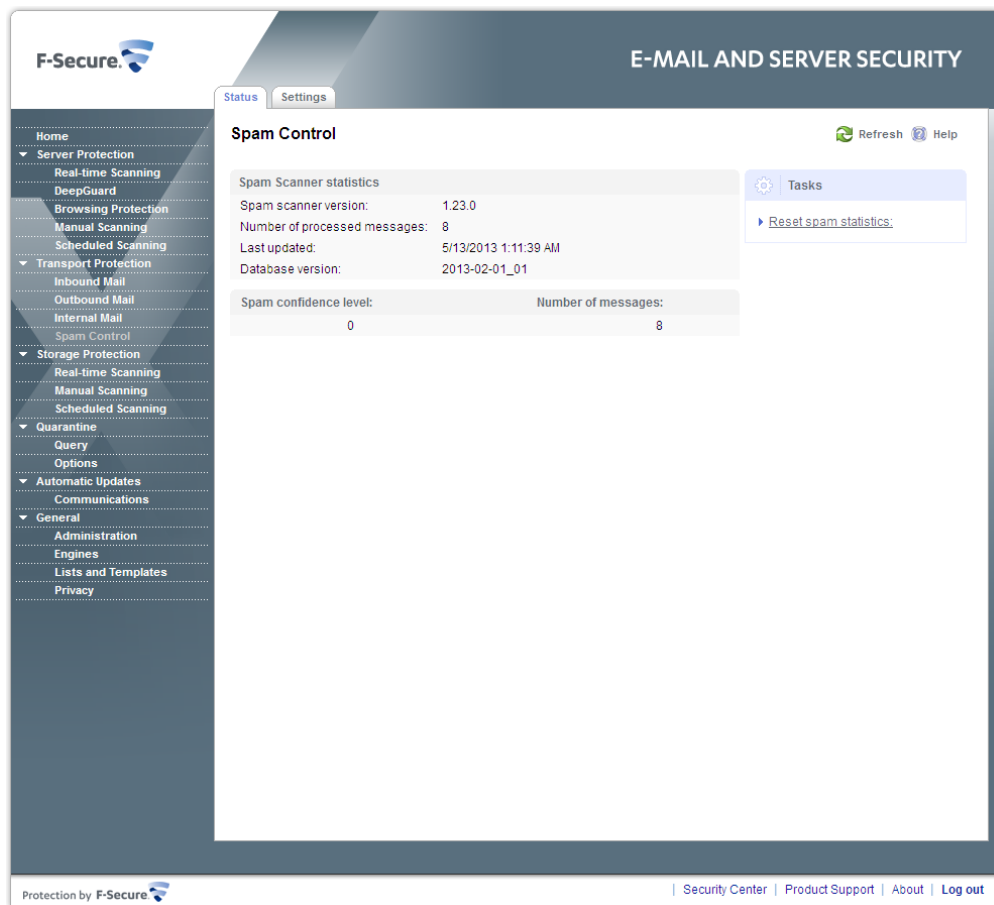 F-Secure.
E-MAIL AND SERVER SECURITY
Status Settings
Home
Server Protection
Real-time Scanning
DeepGuard
Browsing Protection
Manual Scanning
Scheduled Scanning
Transport Protection
Inbound Mail
Outbound Mail
Internal Mail
Spam Control
Storage Protection
Real-time Scanning
Manual Scanning
Scheduled Scanning
Quarantine
Query
Options
Automatic Updates
Communications
General
Administration
Engines
Lists and Templates
Privacy
Spam Control
Refresh Help
Spam Scanner statistics
Spam scanner version: 1.23.0
Number of processed messages: 8
Last updated: 5/13/2013 1:11:39 AM
Database version: 2013-02-01_01
Spam confidence level: Number of messages:
0 8
Tasks
Reset spam statistics:
Protection by F-Secure.
| Security Center | Product Support | About | Log out